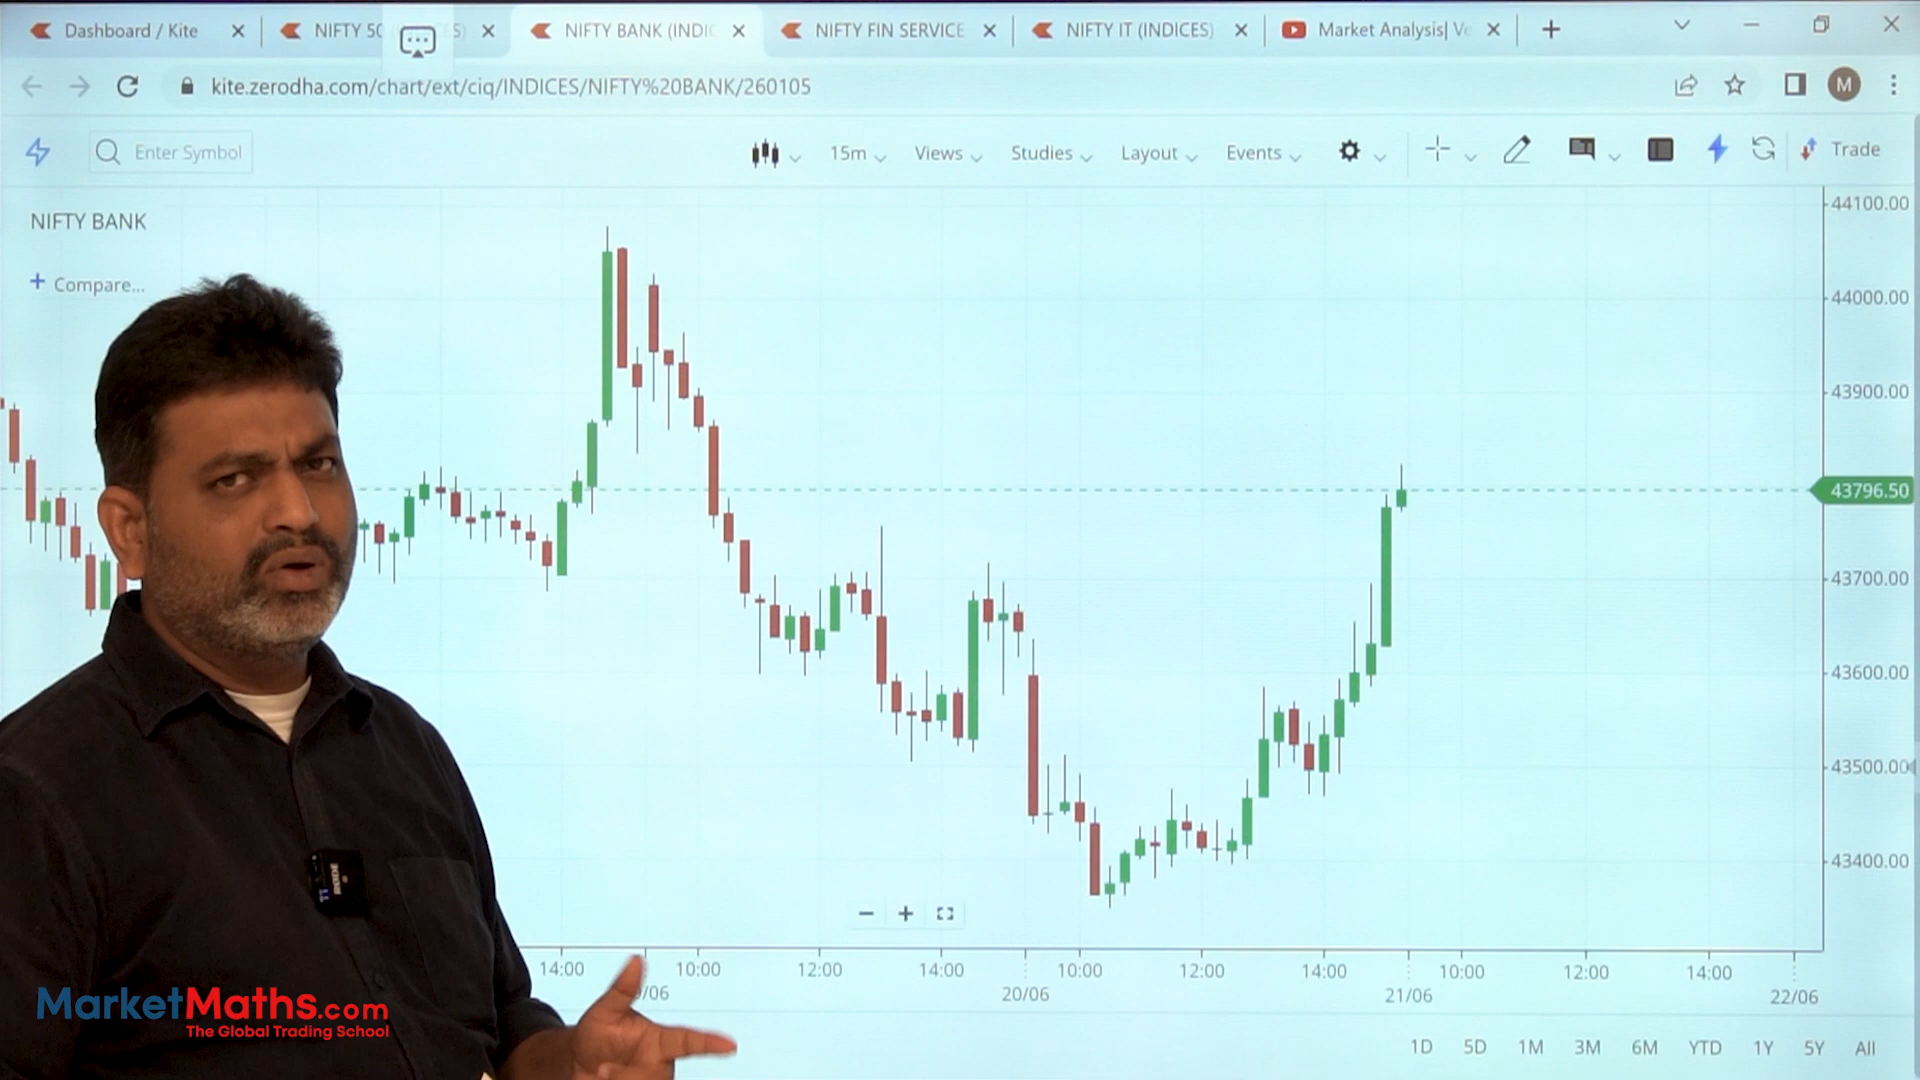 Dashboard / Kite
NIFTY 50
NIFTY BANK (INDIC
NIFTY FIN SERVICE
NIFTY IT (INDICES)
Market Analysis| Ve
kite.zerodha.com/chart/ext/ciq/INDICES/NIFTY%20BANK/260105
M
Enter Symbol
15m
Views
Studies
Layout
Events
Trade
NIFTY BANK
+ Compare...
44100.00
44000.00
43900.00
43796.50
43700.00
43600.00
43500.00
43400.00
14:00 10:00 12:00 14:00 10:00 12:00 14:00 10:00 12:00 14:00
/06 20/06 21/06 22/06
1D 5D 1M 3M 6M YTD 1Y 5Y All
RODE
MarketMaths.com
The Global Trading School